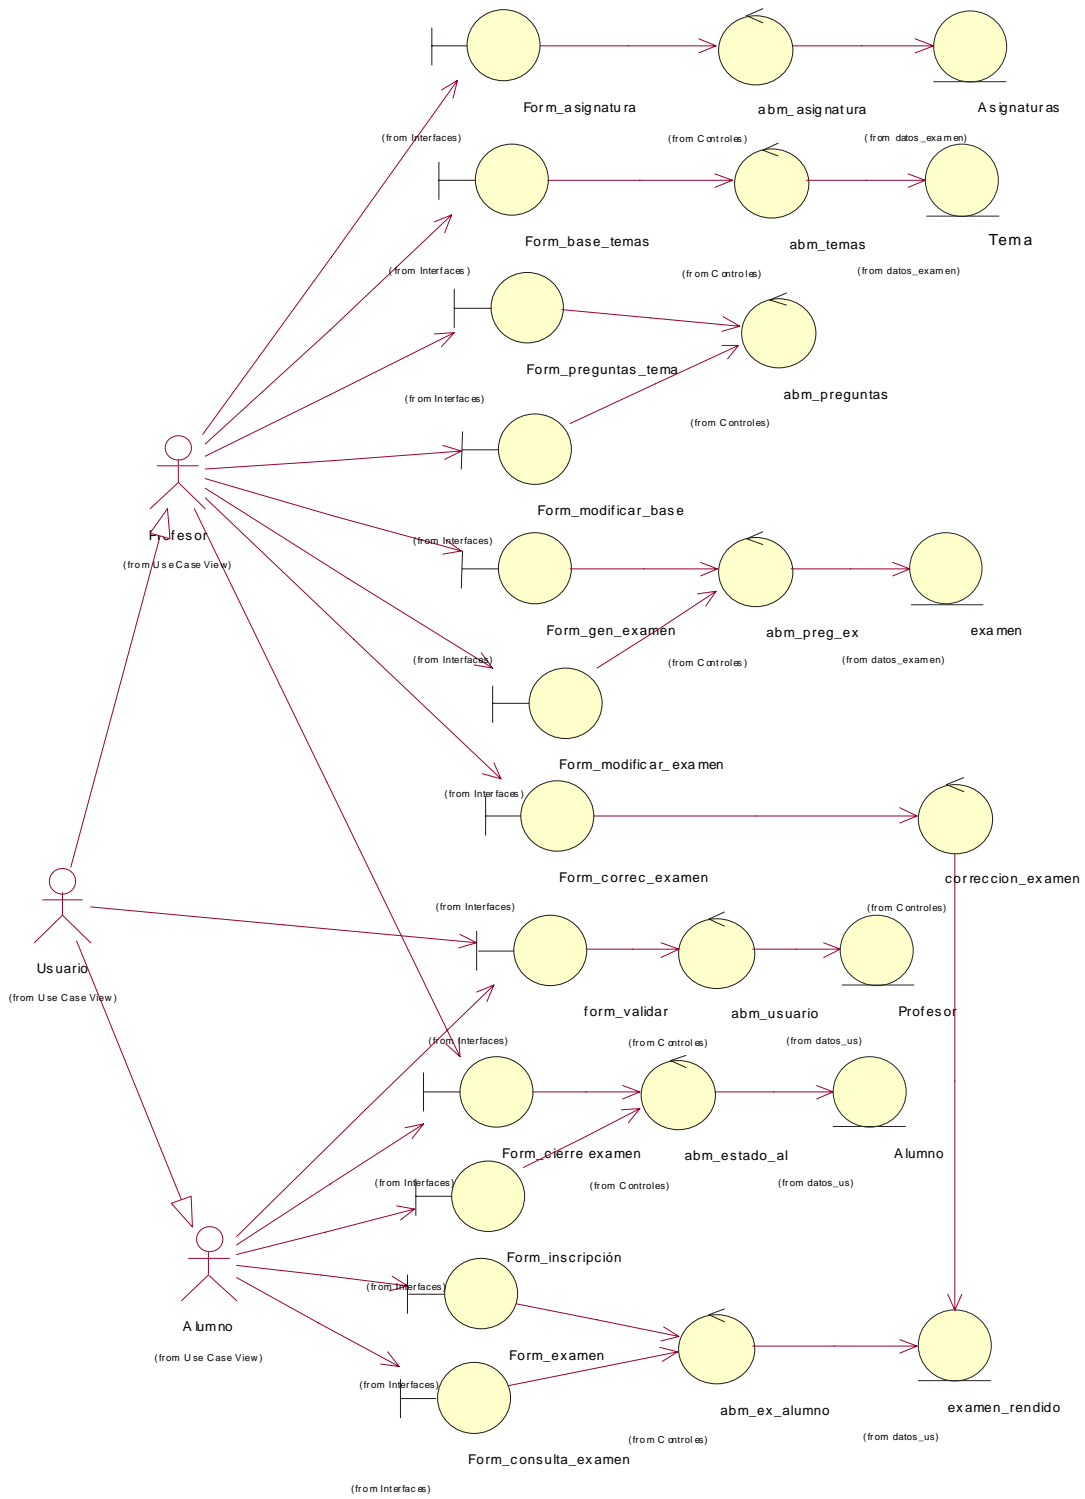 Form_asignatura
abm_asignatura
Asignaturas
(from Interfaces)
(from Controles)
(from datos_examen)
Form_base_temas
abm_temas
Tema
(from Interfaces)
(from Controles)
(from datos_examen)
Form_preguntas_tema
abm_preguntas
(from Interfaces)
(from Controles)
Form_modificar_base
Profesor
(from Use Case View)
(from Interfaces)
Form_gen_examen
abm_preg_ex
examen
(from Interfaces)
(from Controles)
(from datos_examen)
Form_modificar_examen
(from Interfaces)
Form_correc_examen
correccion_examen
(from Interfaces)
(from Controles)
Usuario
(from Use Case View)
form_validar
abm_usuario
Profesor
(from Interfaces)
(from Controles)
(from datos_us)
Form_cierre examen
abm_estado_al
Alumno
(from Interfaces)
(from Controles)
(from datos_us)
Form_inscripción
(from Interfaces)
Alumno
(from Use Case View)
Form_examen
(from Interfaces)
abm_ex_alumno
examen_rendido
(from Controles)
(from datos_us)
Form_consulta_examen
(from Interfaces)